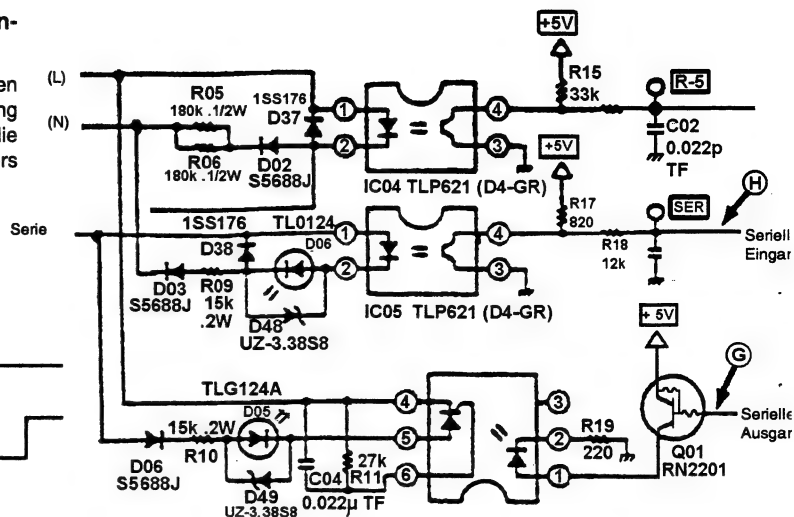 n-
en
ng
die
rs
(L)
(N)
Serie
R05
180k .1/2W
R06
180k .1/2W
D02
S5688J
1SS176
D37
1
2
4
3
IC04 TLP621 (D4-GR)
+5V
R15
33k
R-5
C02
0.022p
TF
+5V
1SS176
D38
TL0124
D06
D03
S5688J
R09
15k
.2W
D48
UZ-3.38S8
1
2
4
3
IC05 TLP621 (D4-GR)
R17
820
R18
12k
SER
H
Seriell
Eingar
TLG124A
D05
15k .2W
R10
D06
S5688J
D49
UZ-3.38S8
C04
0.022µ TF
27k
R11
4
5
6
3
2
1
R19
220
+ 5V
G
Q01
RN2201
Serielle
Ausgar